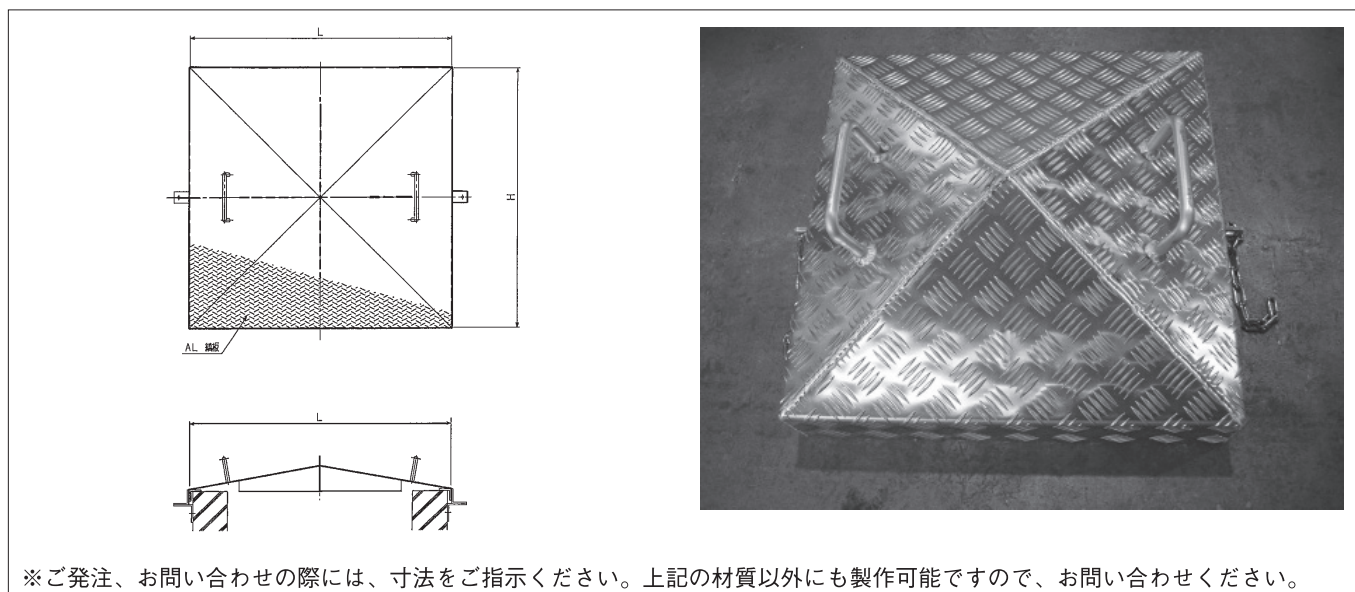 L
H
AL 縞板
L
※ご発注、お問い合わせの際には、寸法をご指示ください。上記の材質以外にも製作可能ですので、お問い合わせください。